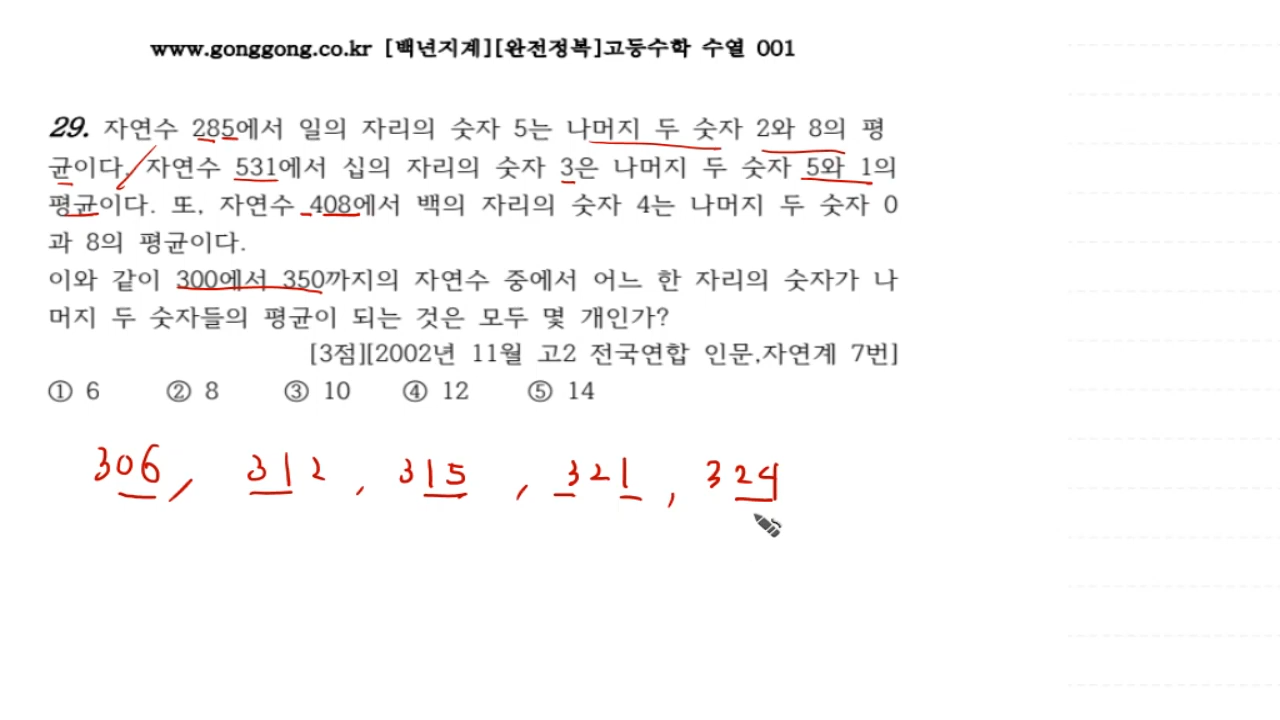 www.gonggong.co.kr [백년지계][완전정복]고등수학 수열 001
29. 자연수 285에서 일의 자리의 숫자 5는 나머지 두 숫자 2와 8의 평
균이다, 자연수 531에서 십의 자리의 숫자 3은 나머지 두 숫자 5와 1의
평균이다. 또, 자연수 408에서 백의 자리의 숫자 4는 나머지 두 숫자 0
과 8의 평균이다.
이와 같이 300에서 350까지의 자연수 중에서 어느 한 자리의 숫자가 나
머지 두 숫자들의 평균이 되는 것은 모두 몇 개인가?
[3점][2002년 11월 고2 전국연합 인문,자연계 7번]
① 6 ② 8 ③ 10 ④ 12 ⑤ 14
306, 312, 315, 321, 324